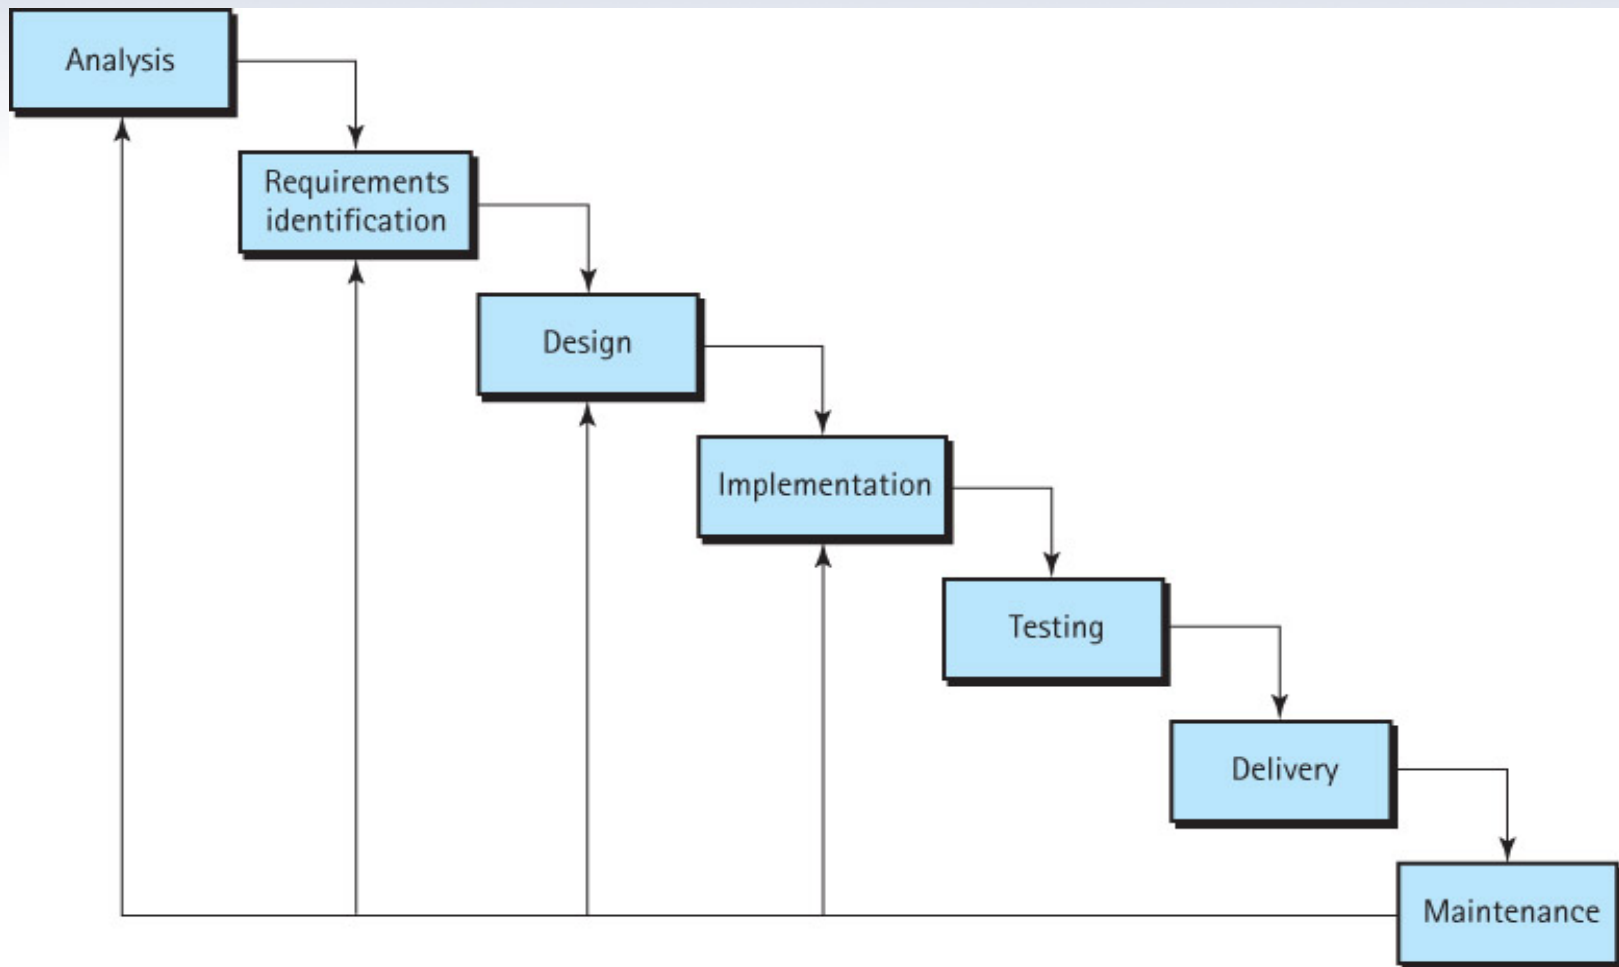 Analysis
Requirements
identification
Design
Implementation
Testing
Delivery
Maintenance